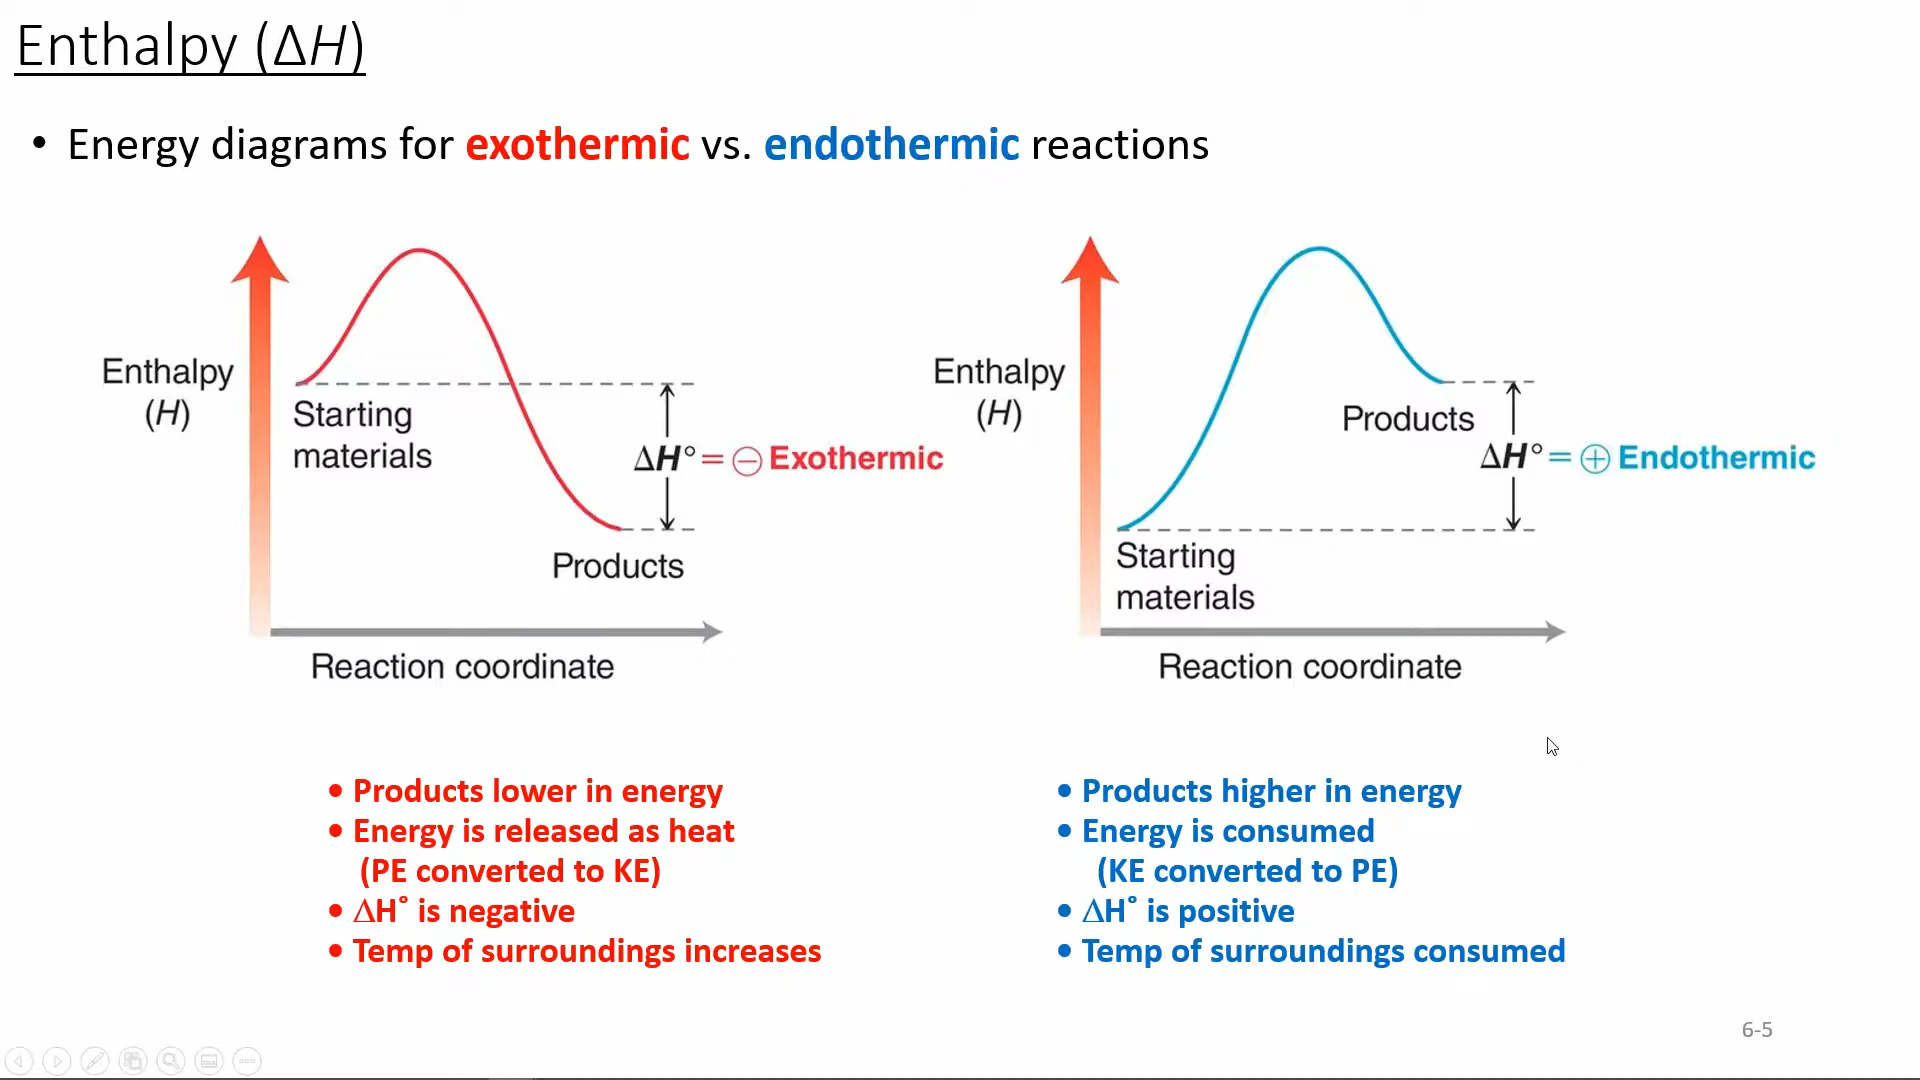 Enthalpy (ΔH)
• Energy diagrams for exothermic vs. endothermic reactions
Enthalpy
(H)
Starting
materials
ΔH° = ⊖ Exothermic
Products
Reaction coordinate
Enthalpy
(H)
Products
ΔH° = ⊕ Endothermic
Starting
materials
Reaction coordinate
• Products lower in energy
• Energy is released as heat
(PE converted to KE)
• ΔH° is negative
• Temp of surroundings increases
• Products higher in energy
• Energy is consumed
(KE converted to PE)
• ΔH° is positive
• Temp of surroundings consumed
6-5